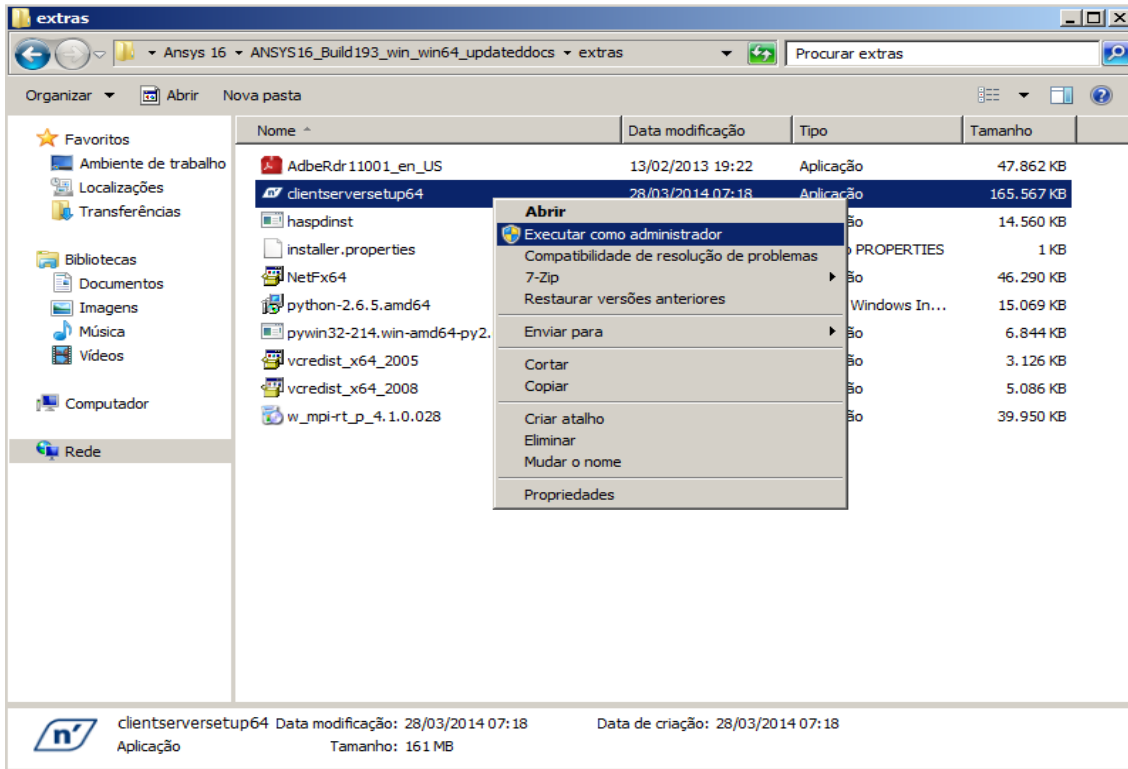 extras
Ansys 16 ANSYS16_Build193_win_win64_updateddocs extras Procurar extras
Organizar Abrir Nova pasta
Favoritos
Ambiente de trabalho
Localizações
Transferências
Bibliotecas
Documentos
Imagens
Música
Vídeos
Computador
Rede
Nome Data modificação Tipo Tamanho
AdbeRdr11001_en_US 13/02/2013 19:22 Aplicação 47.862 KB
clientserversetup64 28/03/2014 07:18 Aplicação 165.567 KB
haspdinst ão 14.560 KB
installer.properties PROPERTIES 1 KB
NetFx64 ão 46.290 KB
python-2.6.5.amd64 Windows In... 15.069 KB
pywin32-214.win-amd64-py2. ão 6.844 KB
vcredist_x64_2005 ão 3.126 KB
vcredist_x64_2008 ão 5.086 KB
w_mpi-rt_p_4.1.0.028 ão 39.950 KB
Abrir
Executar como administrador
Compatibilidade de resolução de problemas
7-Zip
Restaurar versões anteriores
Enviar para
Cortar
Copiar
Criar atalho
Eliminar
Mudar o nome
Propriedades
n'
clientserversetup64 Data modificação: 28/03/2014 07:18 Data de criação: 28/03/2014 07:18
Aplicação Tamanho: 161 MB